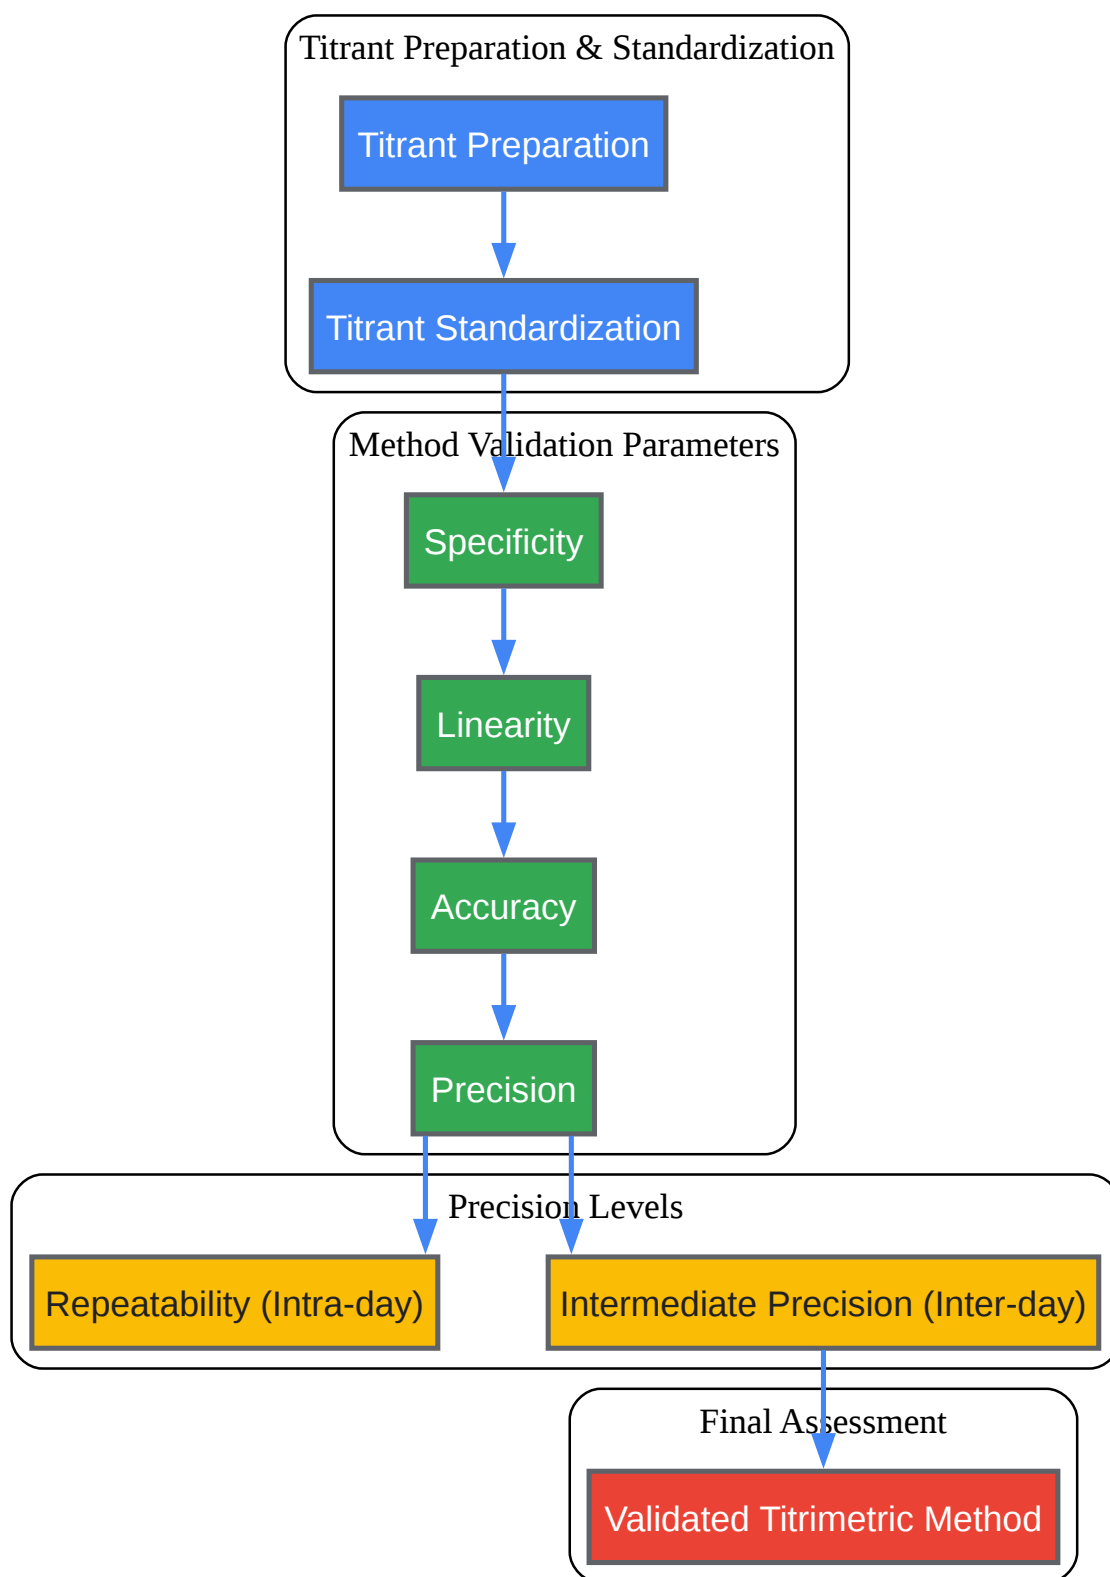 Titrant Preparation & Standardization
Titrant Preparation
Titrant Standardization
Method Validation Parameters
Specificity
Linearity
Accuracy
Precision
Precision Levels
Repeatability (Intra-day)
Intermediate Precision (Inter-day)
Final Assessment
Validated Titrimetric Method